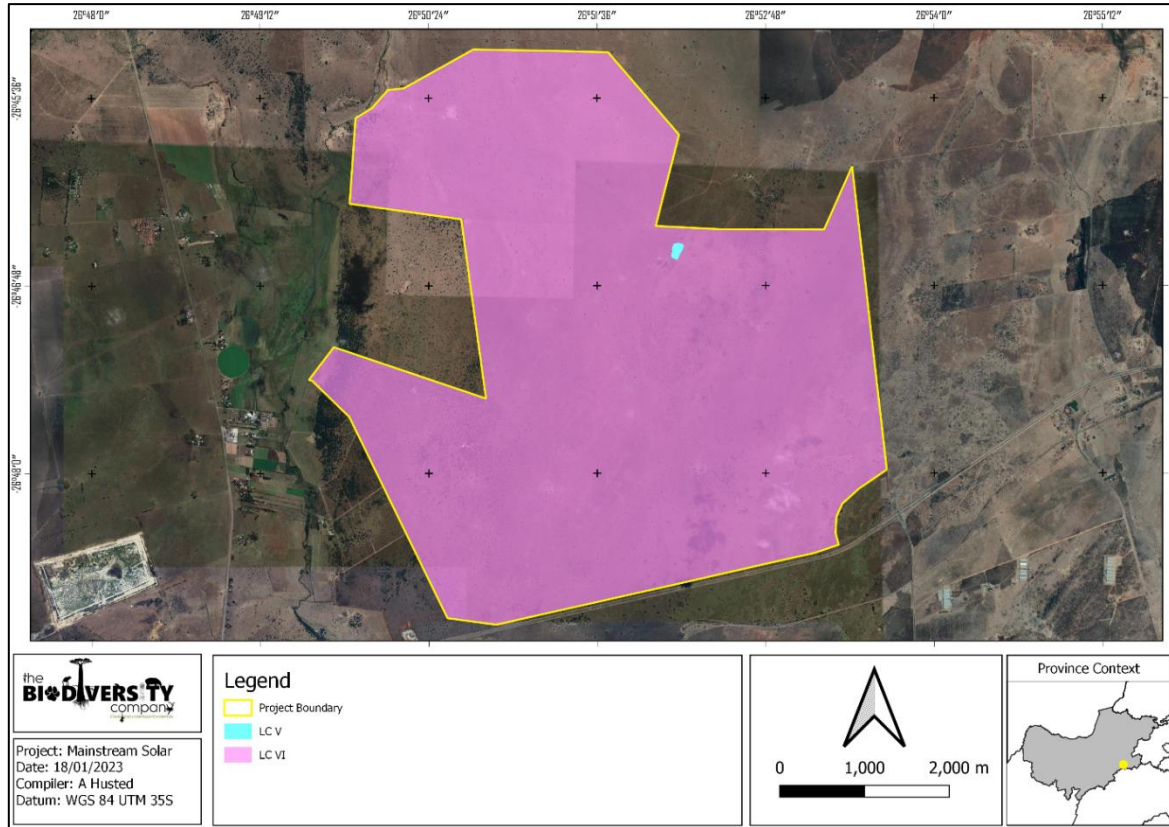 26°48'0" 26°49'12" 26°50'24" 26°51'36" 26°52'48" 26°54'0" 26°55'12"
-26°45'36"
-26°46'48"
-26°48'0"
the
BIODIVERSITY
company
Project: Mainstream Solar
Date: 18/01/2023
Compiler: A Husted
Datum: WGS 84 UTM 35S
Legend
Project Boundary
LC V
LC VI
0 1,000 2,000 m
Province Context